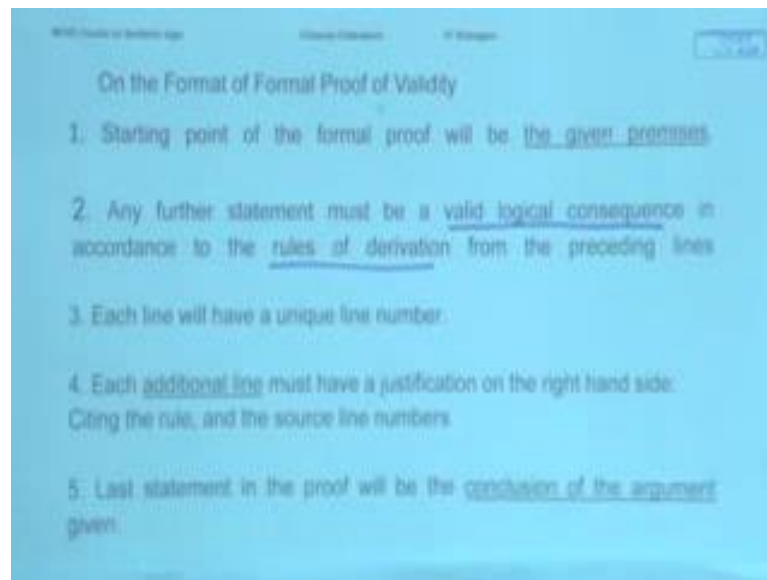 On the Format of Formal Proof of Validity
1. Starting point of the formal proof will be the given premises
2. Any further statement must be a valid logical consequence in
accordance to the rules of derivation from the preceding lines
3. Each line will have a unique line number.
4. Each additional line must have a justification on the right hand side:
Citing the rule, and the source line numbers
5. Last statement in the proof will be the conclusion of the argument
given.